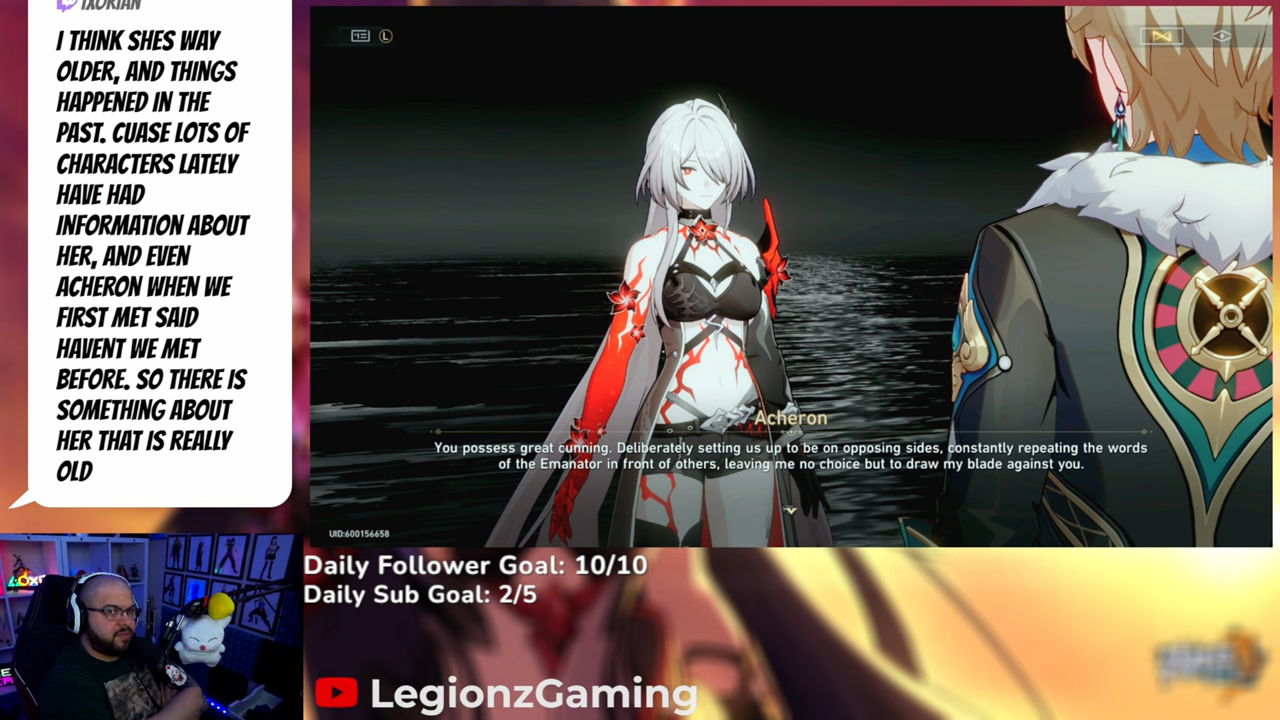 IXORIAN
I THINK SHES WAY
OLDER, AND THINGS
HAPPENED IN THE
PAST. CUASE LOTS OF
CHARACTERS LATELY
HAVE HAD
INFORMATION ABOUT
HER, AND EVEN
ACHERON WHEN WE
FIRST MET SAID
HAVENT WE MET
BEFORE. SO THERE IS
SOMETHING ABOUT
HER THAT IS REALLY
OLD
L
Acheron
You possess great cunning. Deliberately setting us up to be on opposing sides, constantly repeating the words
of the Emanator in front of others, leaving me no choice but to draw my blade against you.
UID:600156658
Daily Follower Goal: 10/10
Daily Sub Goal: 2/5
LegionzGaming